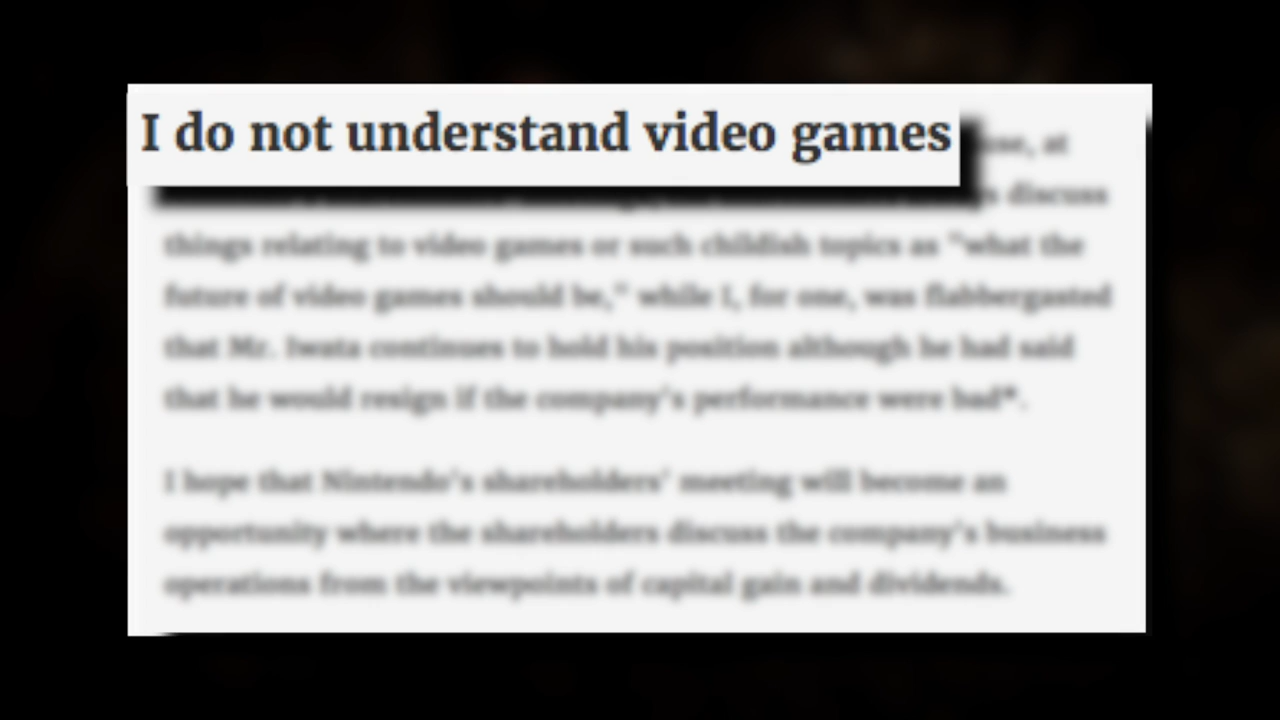 I do not understand video games
at
discuss
things relating to video games or such childish topics as "what the
future of video games should be," while I, for one, was flabbergasted
that Mr. Iwata continues to hold his position although he had said
that he would resign if the company's performance were bad*.
I hope that Nintendo's shareholders' meeting will become an
opportunity where the shareholders discuss the company's business
operations from the viewpoints of capital gain and dividends.